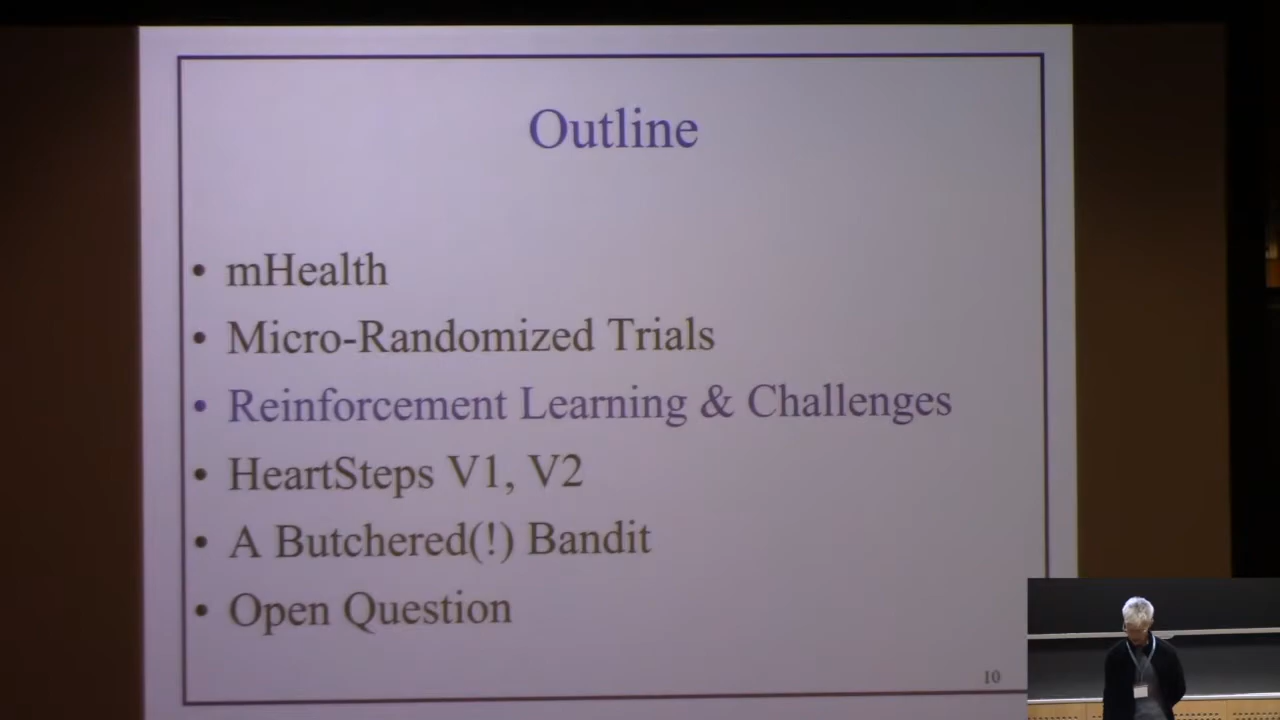 Outline
• mHealth
• Micro-Randomized Trials
• Reinforcement Learning & Challenges
• HeartSteps V1, V2
• A Butchered(!) Bandit
• Open Question
10